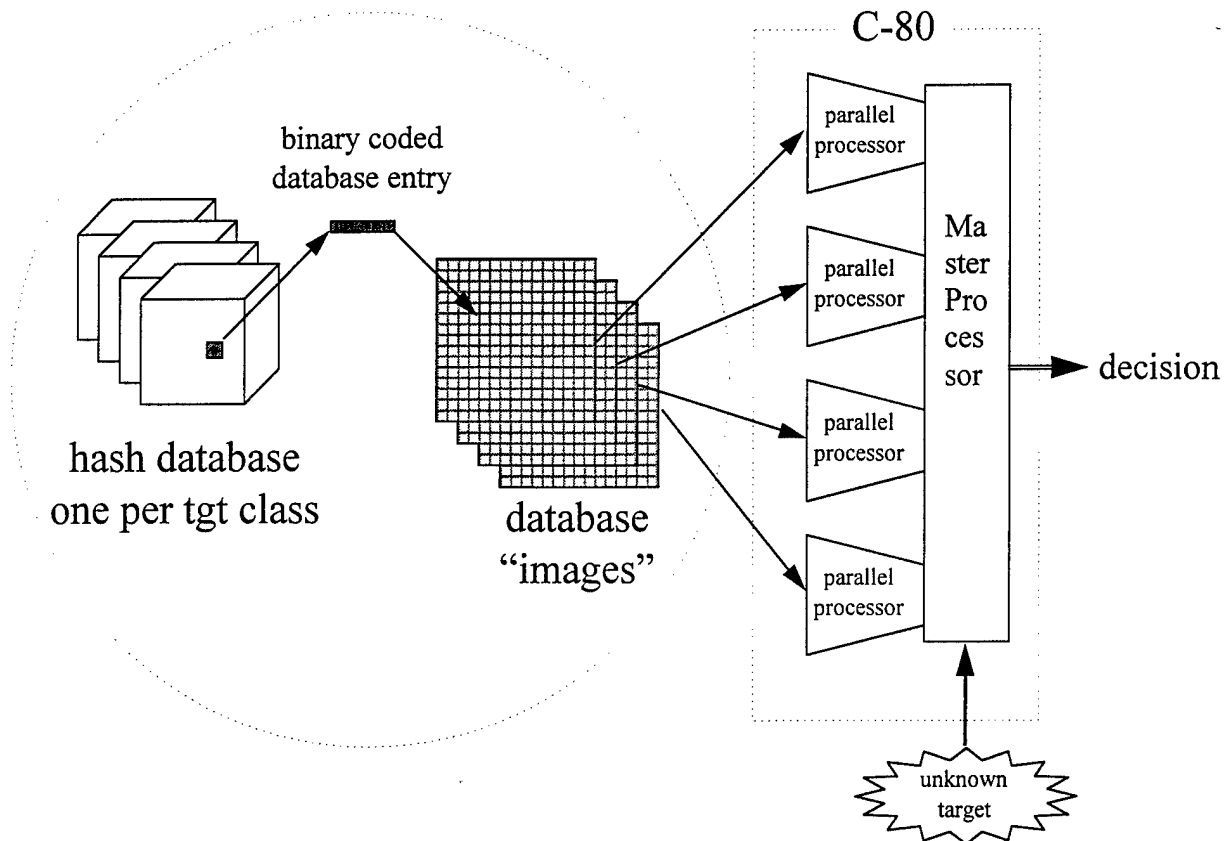 C-80
binary coded
database entry
hash database
one per tgt class
database
“images”
parallel
processor
parallel
processor
parallel
processor
parallel
processor
Ma
ster
Pro
ces
sor
decision
unknown
target